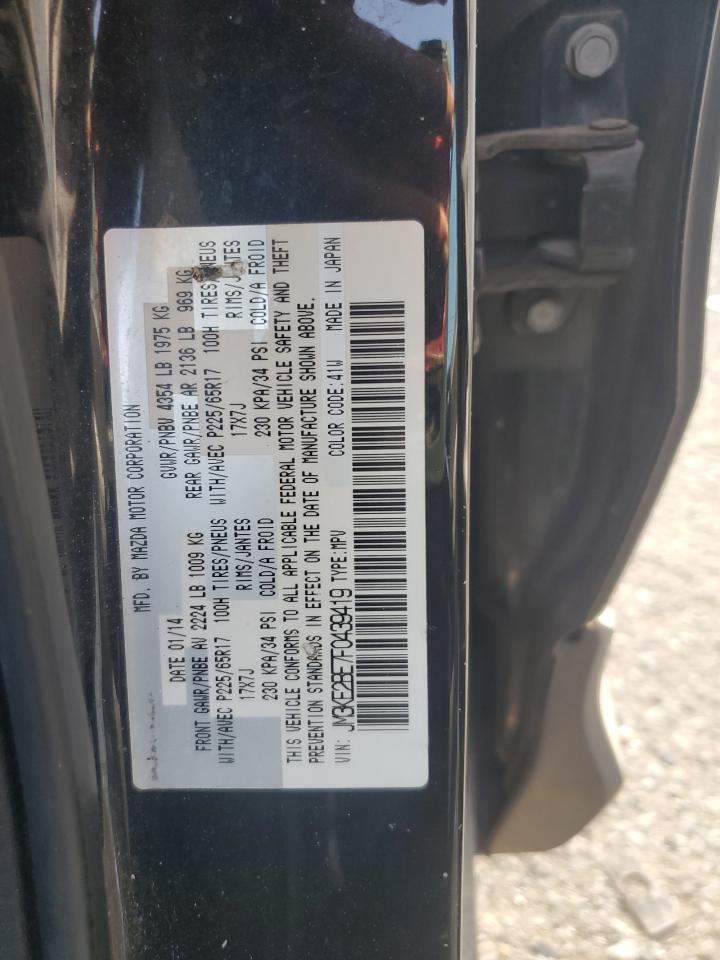 MFD. BY MAZDA MOTOR CORPORATION
DATE 01/14 GVWR/PNBV 4354 LB 1975 KG
FRONT GAWR/PNBE AV 2224 LB 1009 KG REAR GAWR/PNBE AR 2136 LB 969 KG
WITH/AVEC P225/65R17 100H TIRES/PNEUS WITH/AVEC P225/65R17 100H TIRES/PNEUS
17X7J RIMS/JANTES 17X7J RIMS/JANTES
230 KPA/34 PSI COLD/A FROID 230 KPA/34 PSI COLD/A FROID
THIS VEHICLE CONFORMS TO ALL APPLICABLE FEDERAL MOTOR VEHICLE SAFETY AND THEFT
PREVENTION STANDARDS IN EFFECT ON THE DATE OF MANUFACTURE SHOWN ABOVE.
VIN: JM3KE2BE7F0439419 TYPE:MPV COLOR CODE:41W MADE IN JAPAN